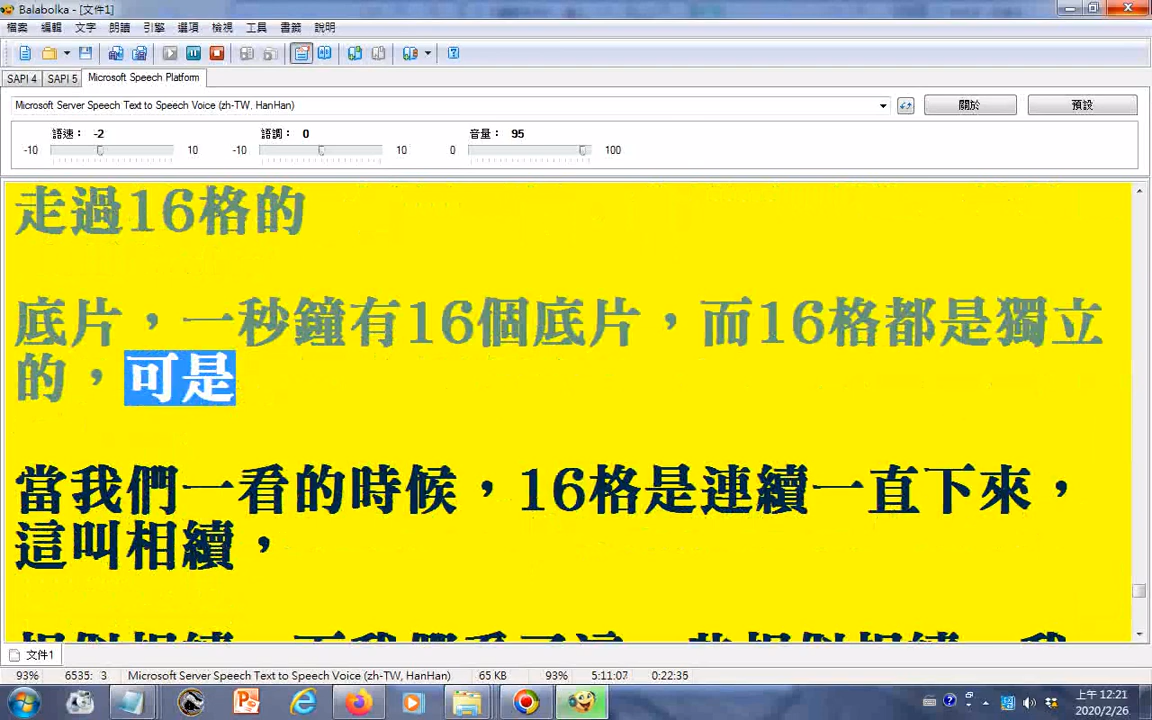 Balabolka - [文件1]
檔案 編輯 文字 朗讀 引擎 選項 檢視 工具 書籤 說明
SAPI 4 SAPI 5 Microsoft Speech Platform
Microsoft Server Speech Text to Speech Voice (zh-TW, HanHan) 關於 預設
語速： -2 語調： 0 音量： 95
-10 10 -10 10 0 100
走過16格的
底片，一秒鐘有16個底片，而16格都是獨立
的，可是
當我們一看的時候，16格是連續一直下來，
這叫相續，
文件1
93% 6535: 3 Microsoft Server Speech Text to Speech Voice (zh-TW, HanHan) 65 KB 93% 5:11:07 0:22:35
上午 12:21
2020/2/26